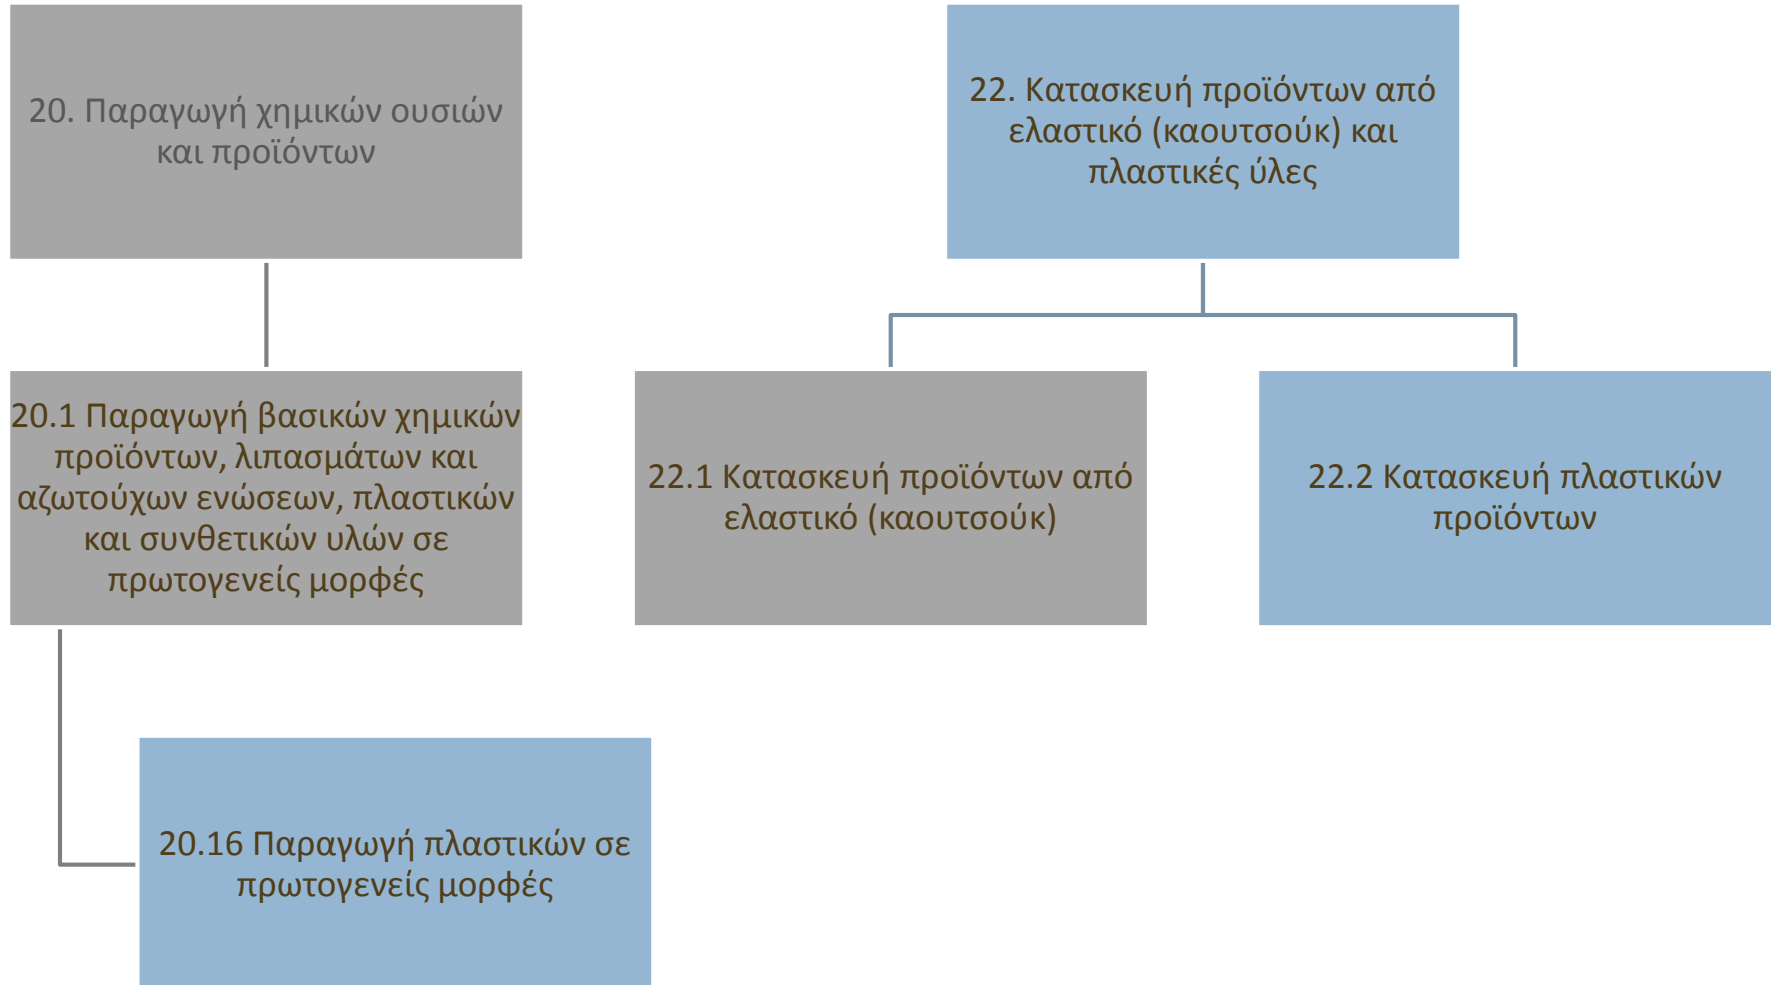 20. Παραγωγή χημικών ουσιών
και προϊόντων
22. Κατασκευή προϊόντων από
ελαστικό (καουτσούκ) και
πλαστικές ύλες
20.1 Παραγωγή βασικών χημικών
προϊόντων, λιπασμάτων και
αζωτούχων ενώσεων, πλαστικών
και συνθετικών υλών σε
πρωτογενείς μορφές
22.1 Κατασκευή προϊόντων από
ελαστικό (καουτσούκ)
22.2 Κατασκευή πλαστικών
προϊόντων
20.16 Παραγωγή πλαστικών σε
πρωτογενείς μορφές